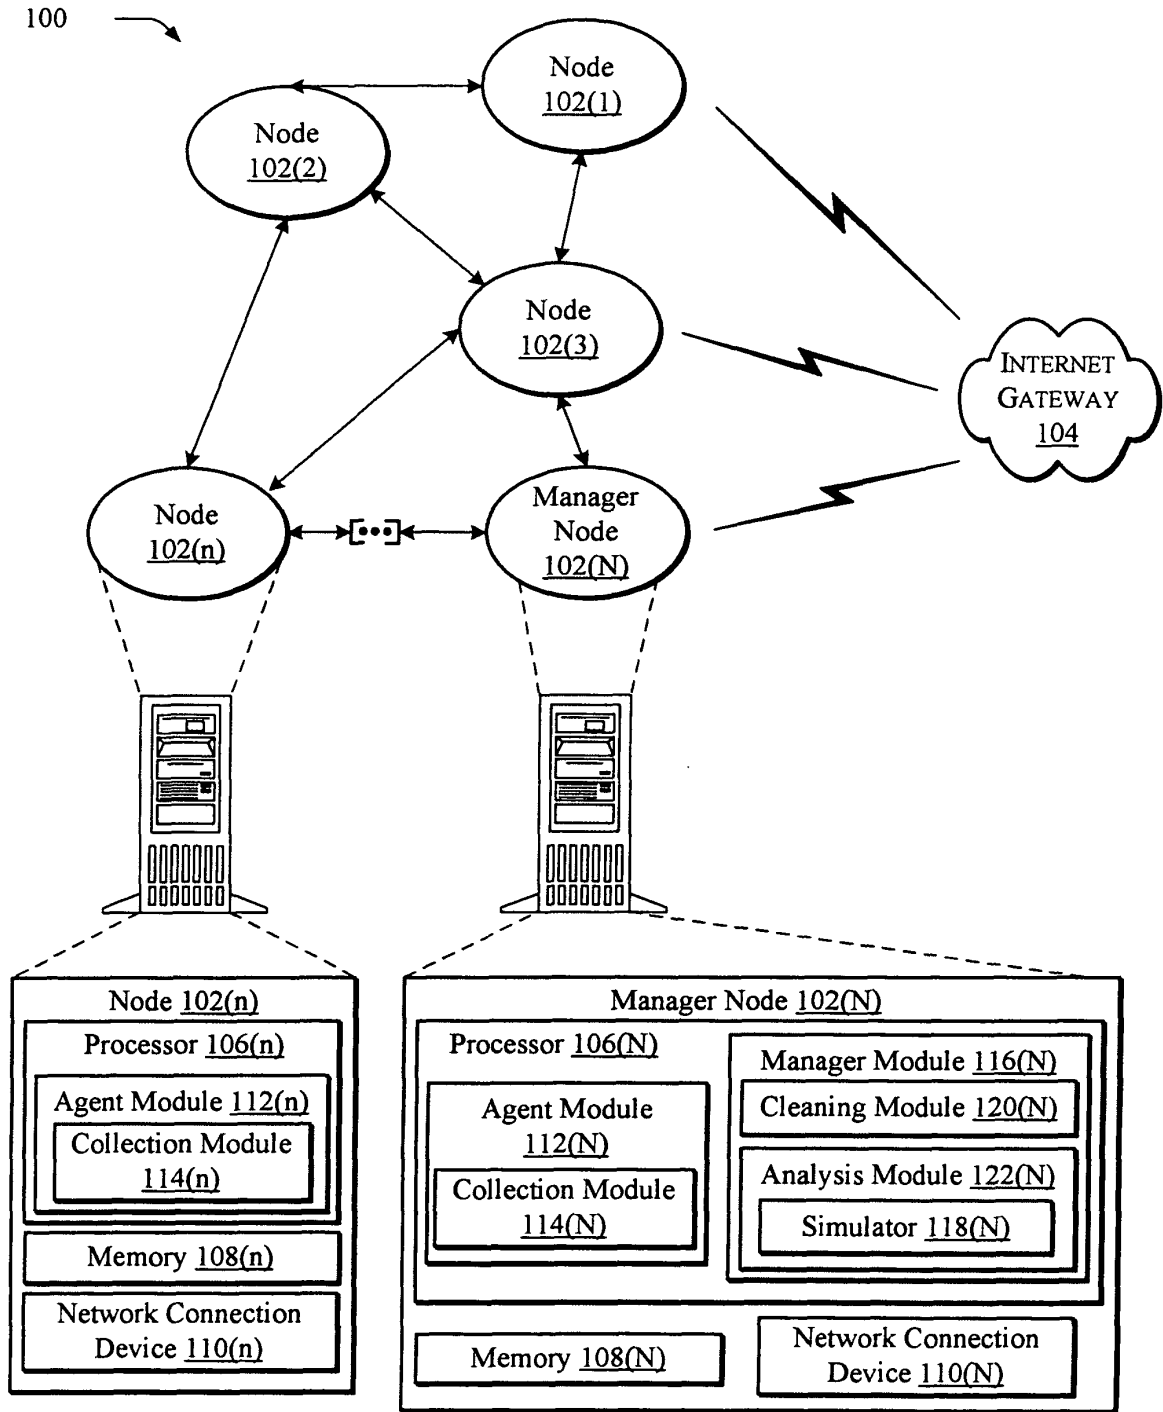 100
Node
102(1)
Node
102(2)
Node
102(3)
INTERNET
GATEWAY
104
Node
102(n)
[•••]
Manager
Node
102(N)
Node 102(n)
Processor 106(n)
Agent Module 112(n)
Collection Module
114(n)
Memory 108(n)
Network Connection
Device 110(n)
Manager Node 102(N)
Processor 106(N)
Agent Module
112(N)
Collection Module
114(N)
Manager Module 116(N)
Cleaning Module 120(N)
Analysis Module 122(N)
Simulator 118(N)
Memory 108(N)
Network Connection
Device 110(N)